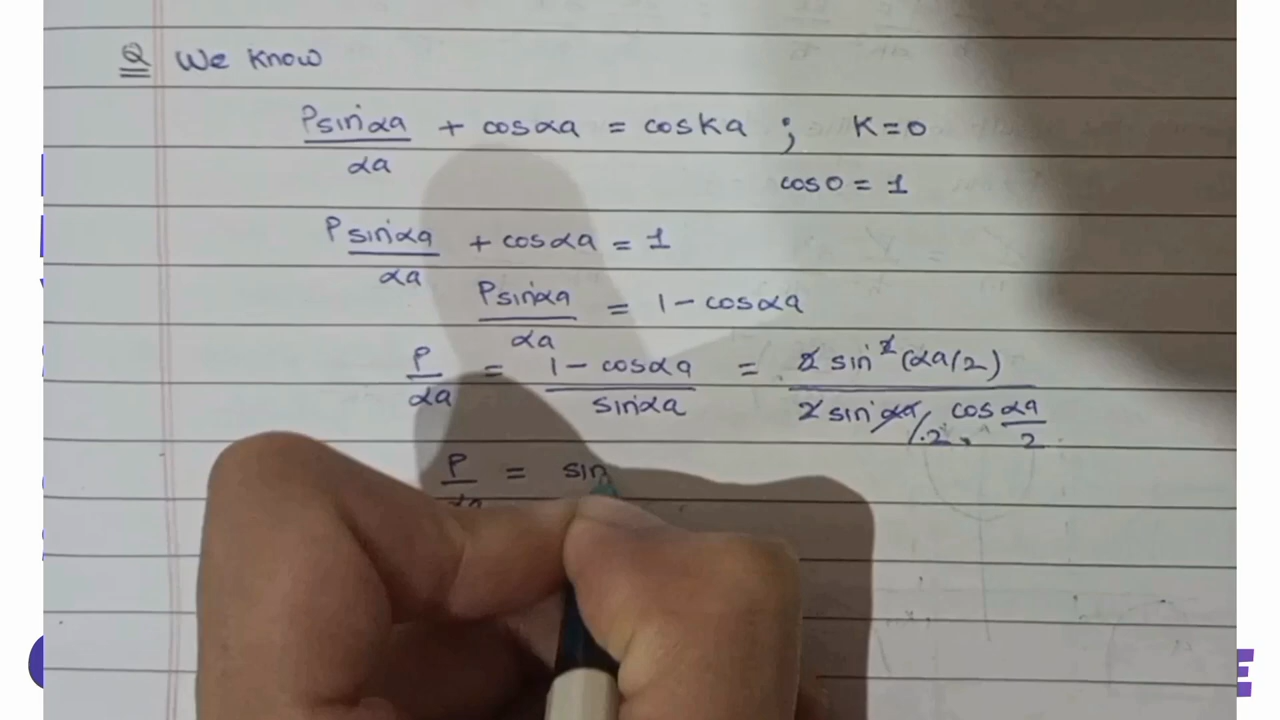 Q We know
P sinαa / αa + cosαa = cosKa ; K=0
cos0 = 1
P sinαa / αa + cosαa = 1
P sinαa / αa = 1 - cosαa
P / αa = 1 - cosαa / sinαa = 2 sin² (αa/2) / 2 sin αa/2 . cos αa/2
P / αa = sin